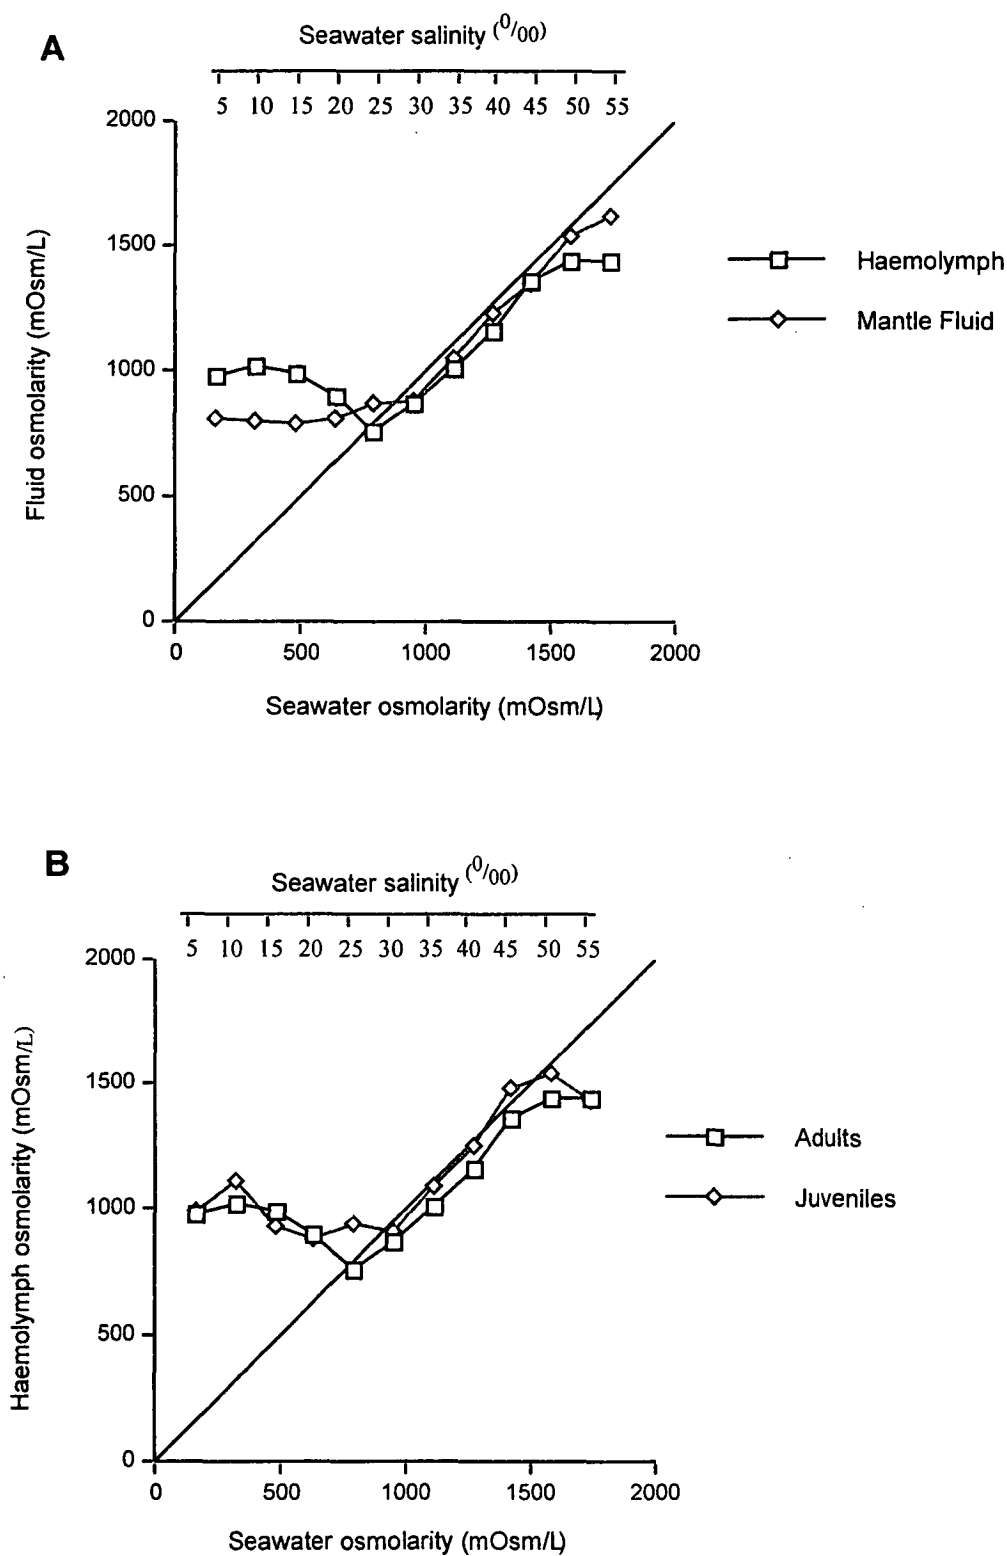 A
Seawater salinity (0/00)
5 10 15 20 25 30 35 40 45 50 55
2000
1500
1000
500
0
Fluid osmolarity (mOsm/L)
0 500 1000 1500 2000
Seawater osmolarity (mOsm/L)
Haemolymph
Mantle Fluid
B
Seawater salinity (0/00)
5 10 15 20 25 30 35 40 45 50 55
2000
1500
1000
500
0
Haemolymph osmolarity (mOsm/L)
0 500 1000 1500 2000
Seawater osmolarity (mOsm/L)
Adults
Juveniles